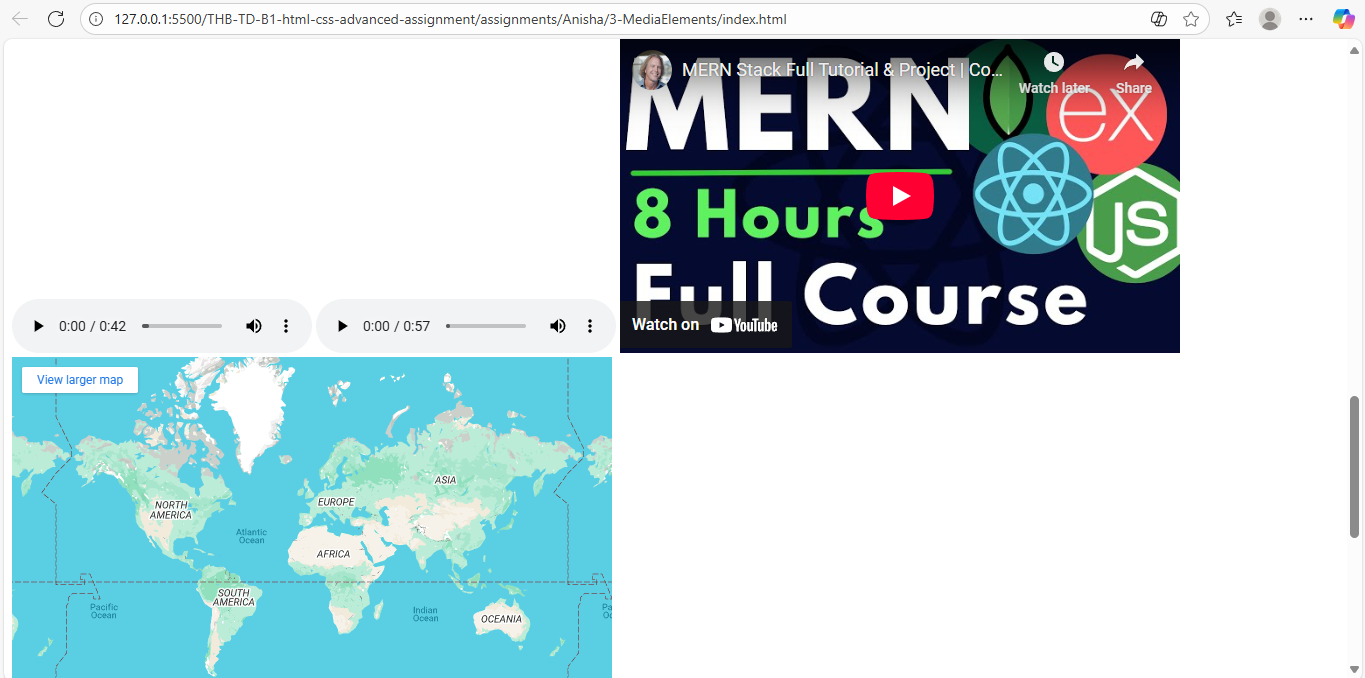 127.0.0.1:5500/THB-TD-B1-html-css-advanced-assignment/assignments/Anisha/3-MediaElements/index.html
MERN Stack Full Tutorial & Project | Co...
Watch later
Share
MERN
ex
8 Hours
JS
Full Course
Watch on YouTube
0:00 / 0:42
0:00 / 0:57
View larger map
NORTH
AMERICA
EUROPE
ASIA
Atlantic
Ocean
AFRICA
SOUTH
AMERICA
Pacific
Ocean
Indian
Ocean
OCEANIA
Pa
Oc